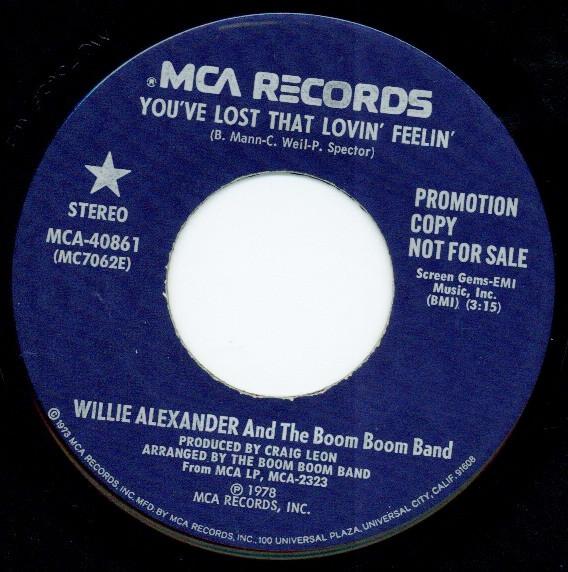 ® MCA RECORDS
YOU'VE LOST THAT LOVIN' FEELIN'
(B. Mann-C. Weil-P. Spector)
STEREO
MCA-40861
(MC7062E)
PROMOTION
COPY
NOT FOR SALE
Screen Gems-EMI
Music, Inc.
(BMI) (3:15)
WILLIE ALEXANDER And The Boom Boom Band
PRODUCED BY CRAIG LEON
ARRANGED BY THE BOOM BOOM BAND
From MCA LP, MCA-2323
Ⓟ 1978
MCA RECORDS, INC.
©1973 MCA RECORDS, INC. MFD. BY MCA RECORDS, INC., 100 UNIVERSAL PLAZA, UNIVERSAL CITY, CALIF. 91608